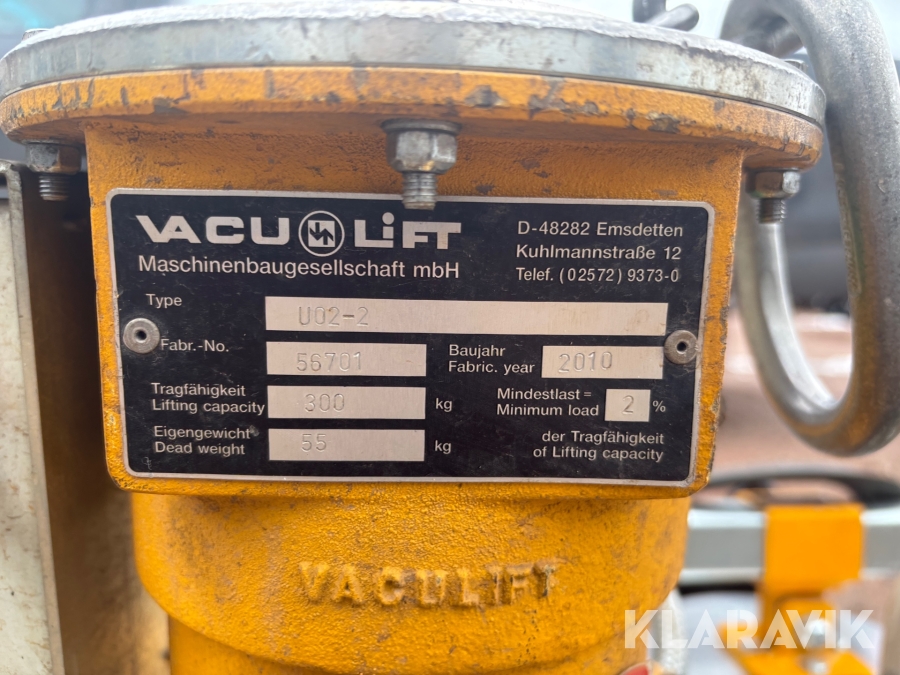 VACU LiFT
Maschinenbaugesellschaft mbH
D-48282 Emsdetten
Kuhlmannstraße 12
Telef. (02572) 9373-0
Type U02-2
Fabr.-No. 56701
Baujahr
Fabric. year 2010
Tragfähigkeit
Lifting capacity 300 kg
Mindestlast =
Minimum load 2 %
der Tragfähigkeit
of Lifting capacity
Eigengewicht
Dead weight 55 kg
VACULIFT
KLARAVIK